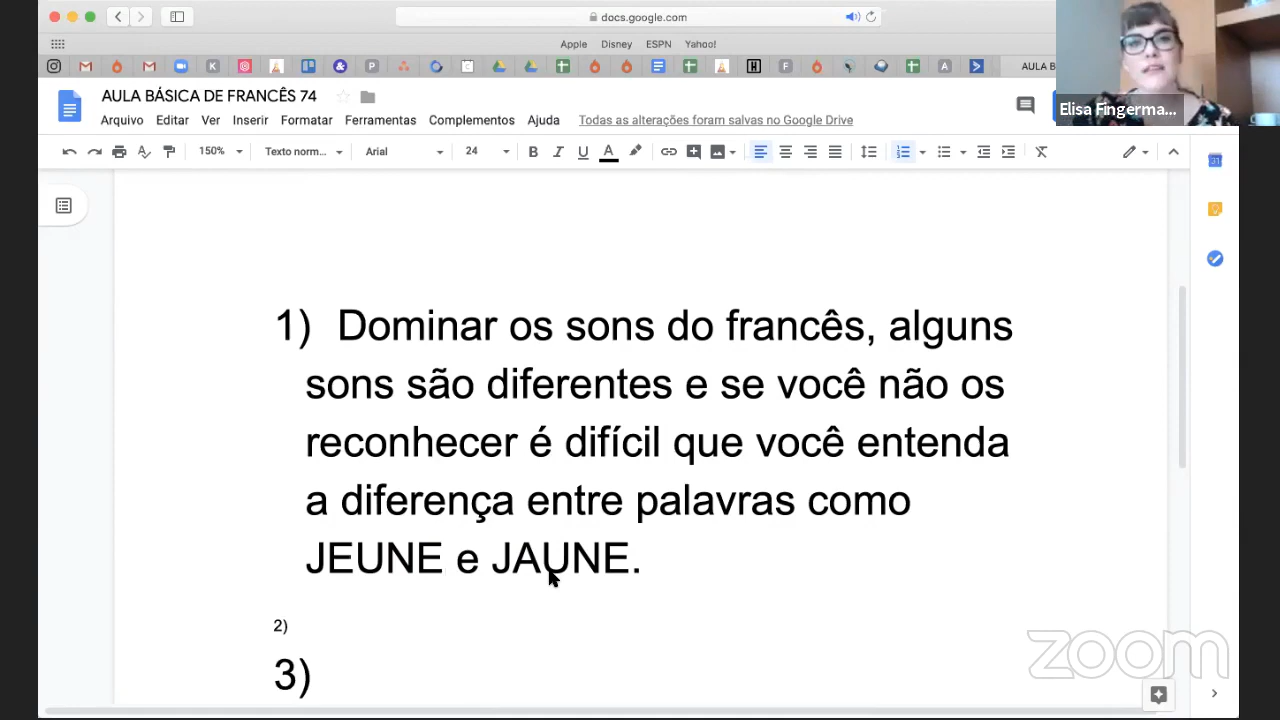 docs.google.com
Apple Disney ESPN Yahoo!
AULA B
AULA BÁSICA DE FRANCÊS 74
Arquivo Editar Ver Inserir Formatar Ferramen Complementos Ajuda Todas as alterações foram salvas no Google Drive
Elisa Fingerma...
150% Texto norm... Arial 24
1) Dominar os sons do francês, alguns
sons são diferentes e se você não os
reconhecer é difícil que você entenda
a diferença entre palavras como
JEUNE e JAUNE.
2)
3)
zoom